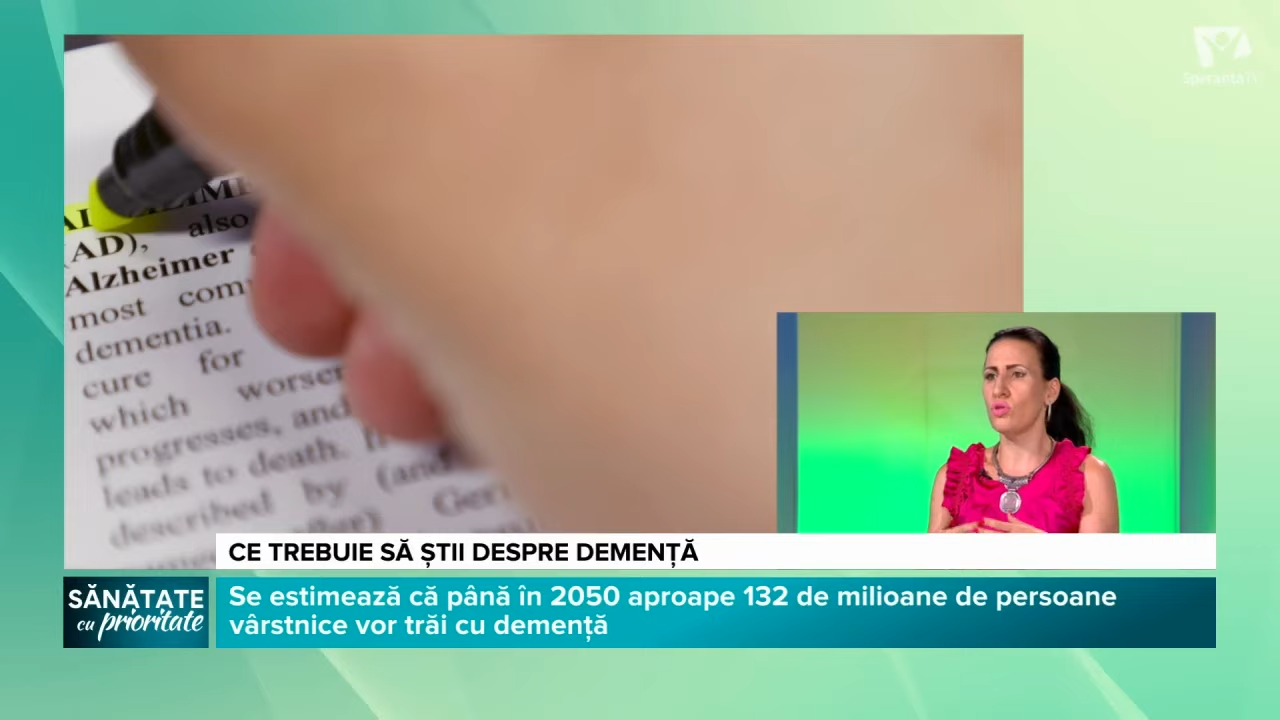 Speranța TV
(AD), also
Alzheimer
most
dementia.
cure for
which
progresses, and
leads to death.
described by
CE TREBUIE SĂ ȘTII DESPRE DEMENȚĂ
SĂNĂTATE
cu prioritate
Se estimează că până în 2050 aproape 132 de milioane de persoane
vârstnice vor trăi cu demență